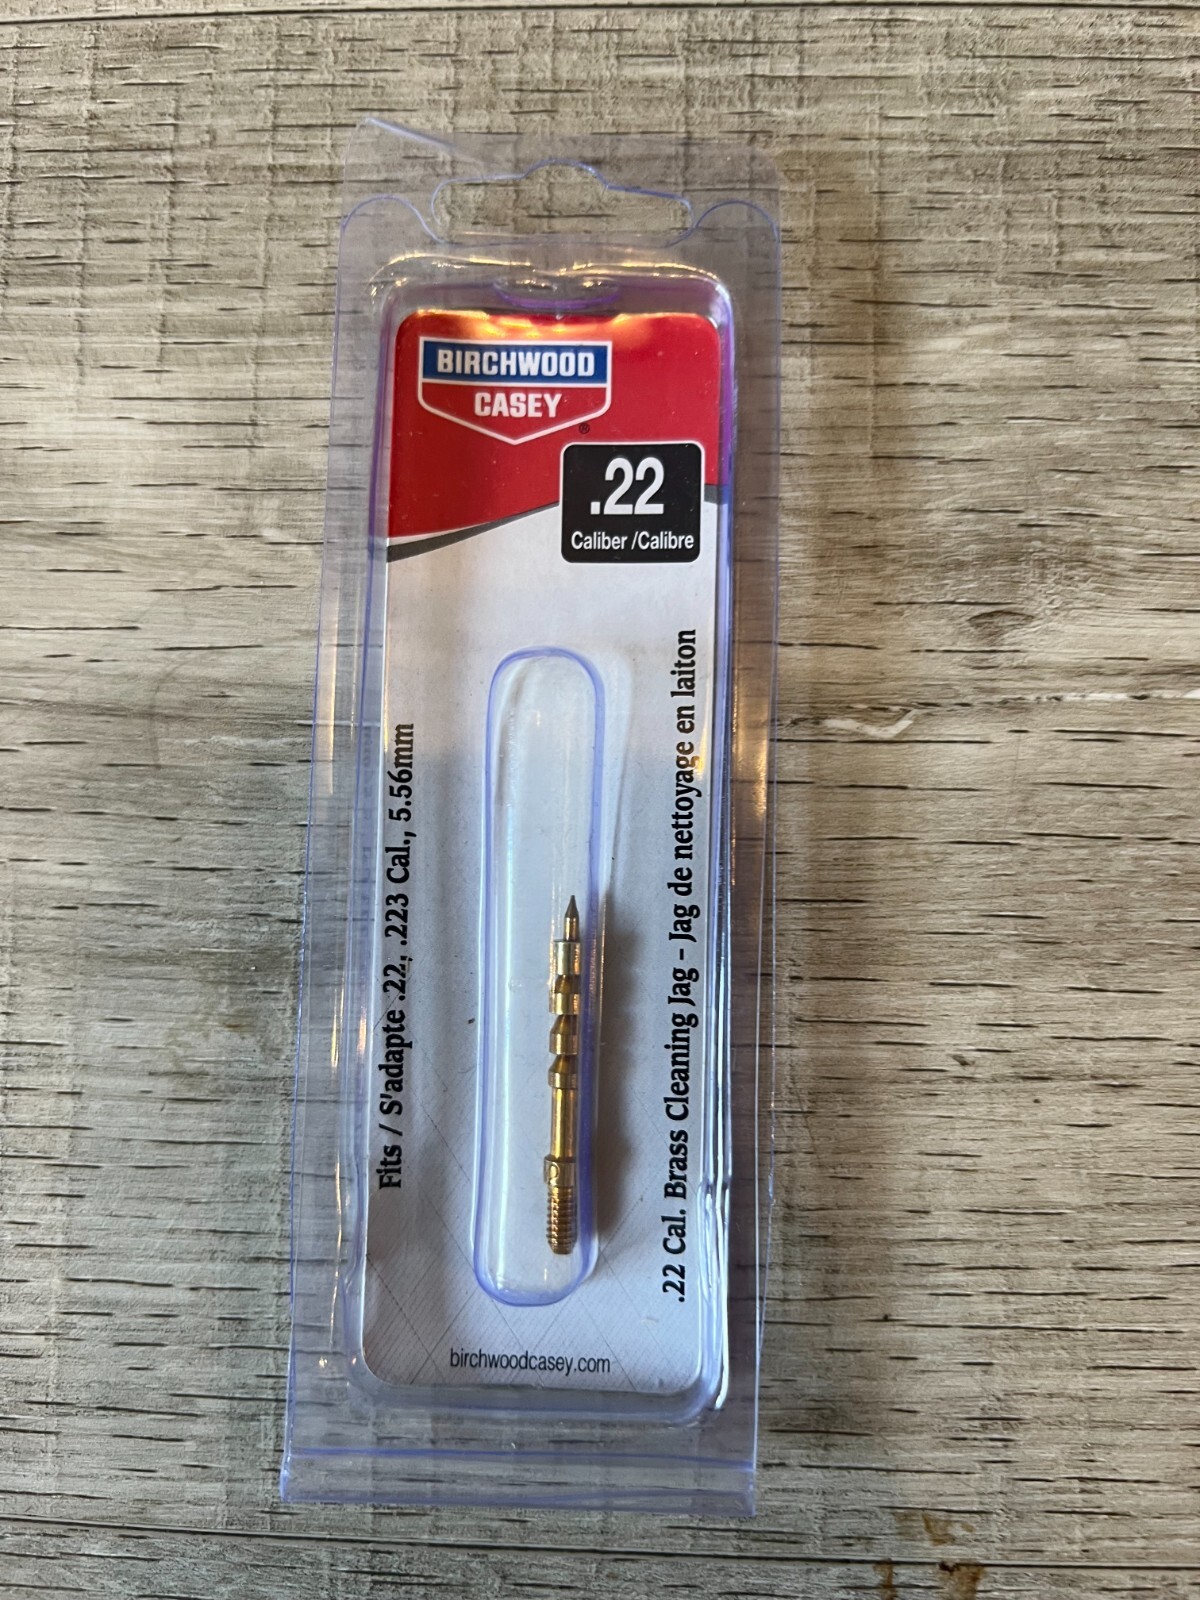 BIRCHWOOD
CASEY
®
.22
Caliber /Calibre
Fits / S'adapte .22, .223 Cal., 5.56mm
.22 Cal. Brass Cleaning Jag – Jag de nettoyage en laiton
birchwoodcasey.com